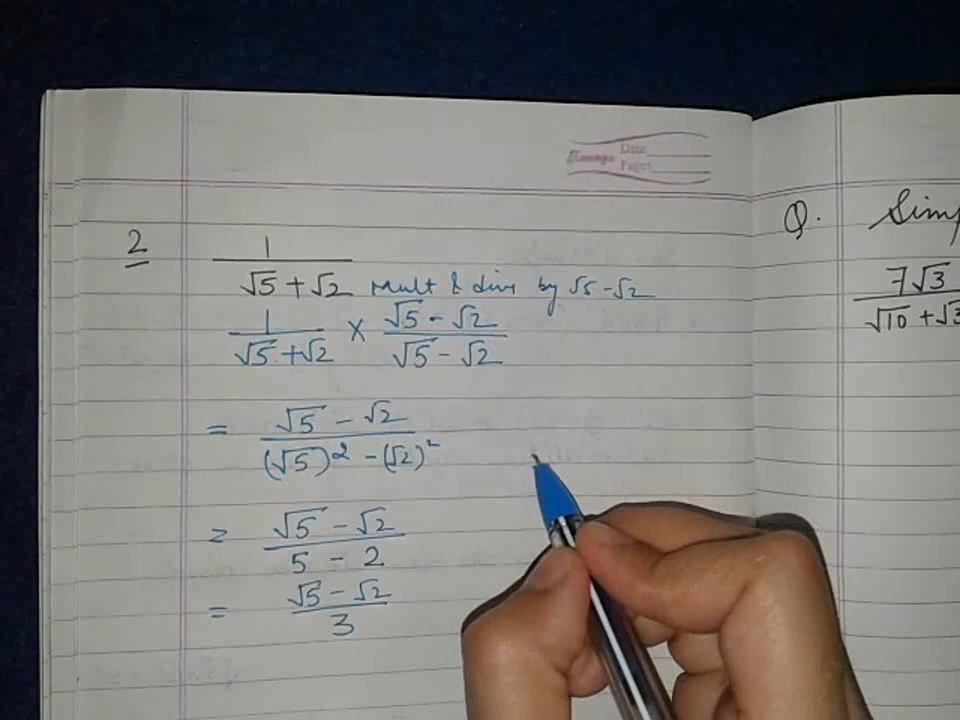 Date
Page
2
1
√5 + √2 mult & div by √5 - √2
1 / √5 + √2 × √5 - √2 / √5 - √2
= √5 - √2 / (√5)² - (√2)²
= √5 - √2 / 5 - 2
= √5 - √2 / 3
Q. Simp
7√3
√10 + √3